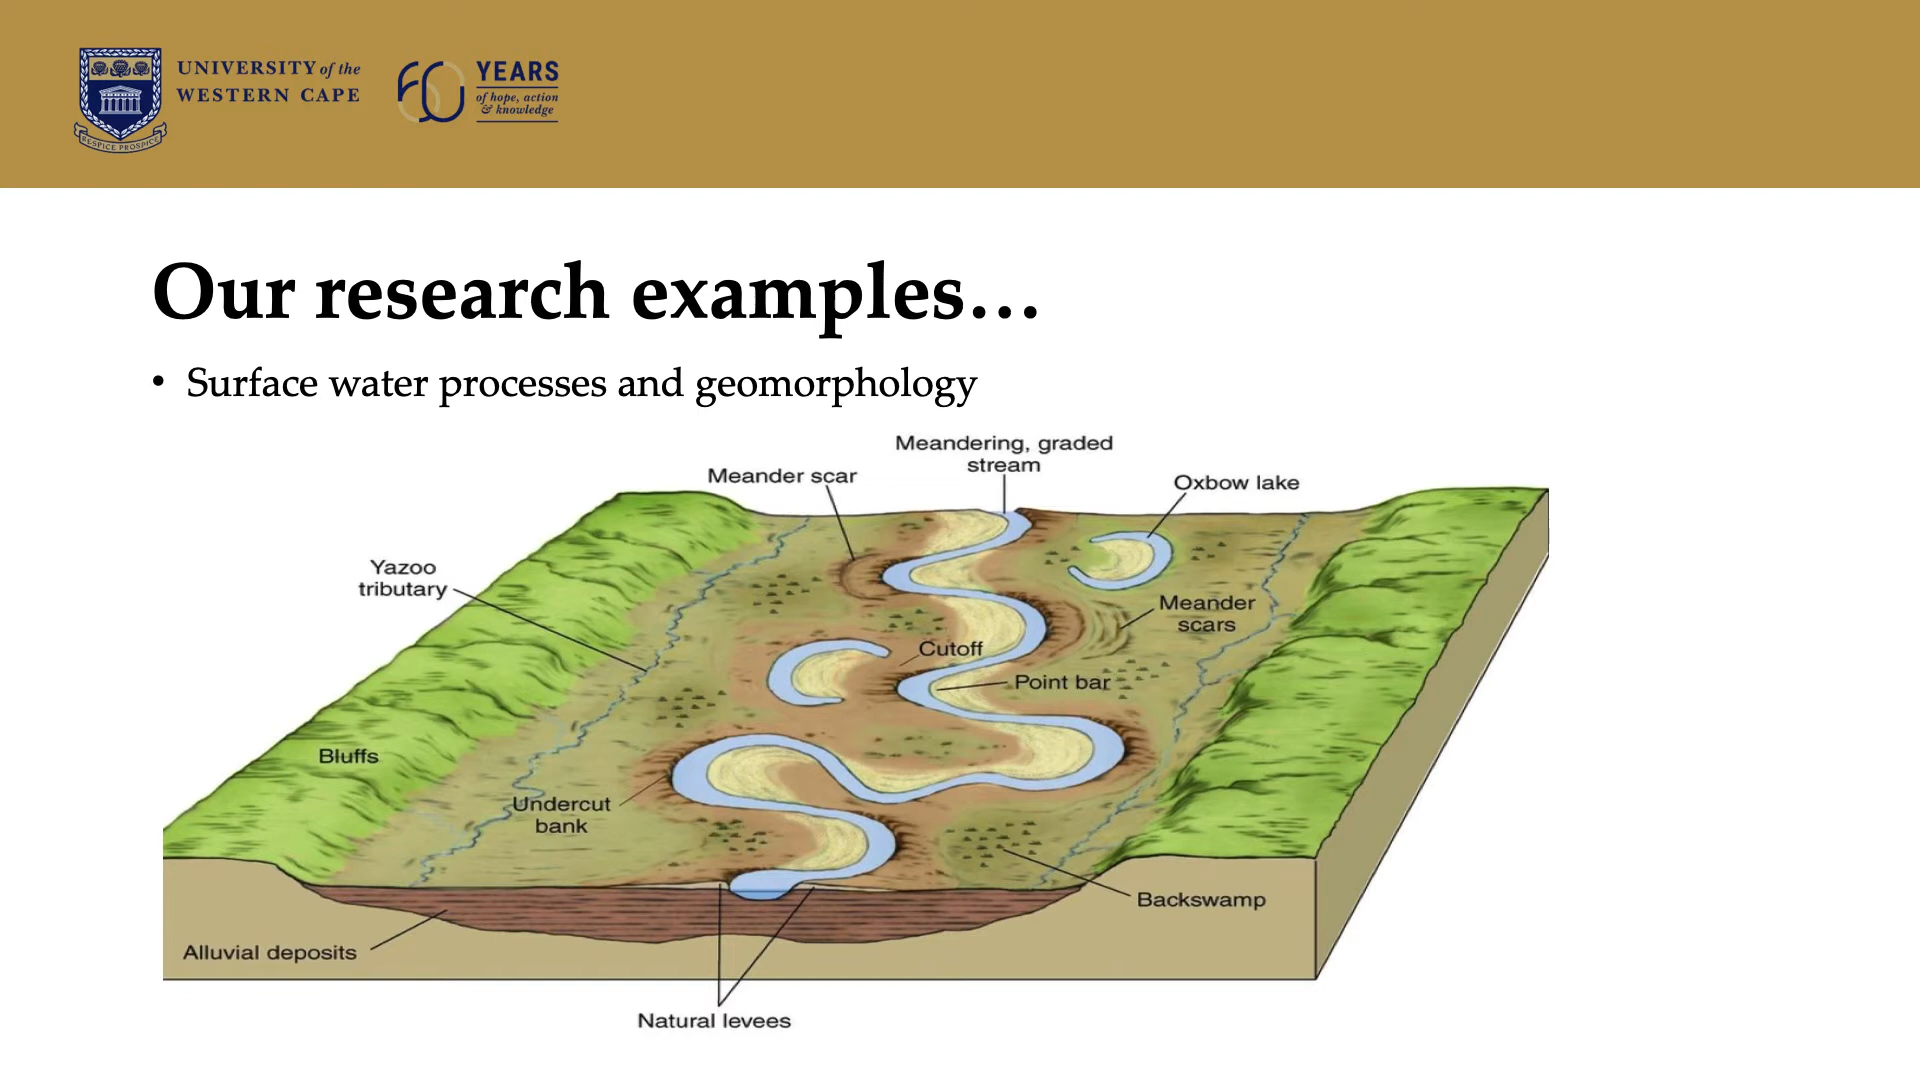 UNIVERSITY of the
WESTERN CAPE
RESPICE PROSPICE
60 YEARS
of hope, action
& knowledge
Our research examples…
• Surface water processes and geomorphology
Meandering, graded
stream
Meander scar
Oxbow lake
Yazoo
tributary
Meander
scars
Cutoff
Point bar
Bluffs
Undercut
bank
Backswamp
Alluvial deposits
Natural levees